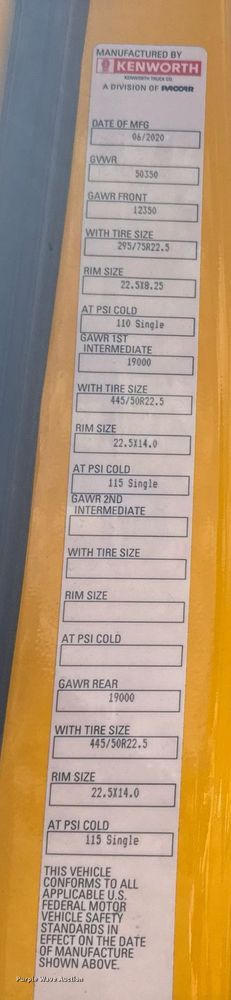 MANUFACTURED BY
KENWORTH
KENWORTH TRUCK CO.
A DIVISION OF PACCAR
DATE OF MFG
06/2020
GVWR
50350
GAWR FRONT
12350
WITH TIRE SIZE
295/75R22.5
RIM SIZE
22.5X8.25
AT PSI COLD
110 Single
GAWR 1ST
INTERMEDIATE
19000
WITH TIRE SIZE
445/50R22.5
RIM SIZE
22.5X14.0
AT PSI COLD
115 Single
GAWR 2ND
INTERMEDIATE
WITH TIRE SIZE
RIM SIZE
AT PSI COLD
GAWR REAR
19000
WITH TIRE SIZE
445/50R22.5
RIM SIZE
22.5X14.0
AT PSI COLD
115 Single
THIS VEHICLE
CONFORMS TO ALL
APPLICABLE U.S.
FEDERAL MOTOR
VEHICLE SAFETY
STANDARDS IN
EFFECT ON THE DATE
OF MANUFACTURE
SHOWN ABOVE.
Purple Wave Auction